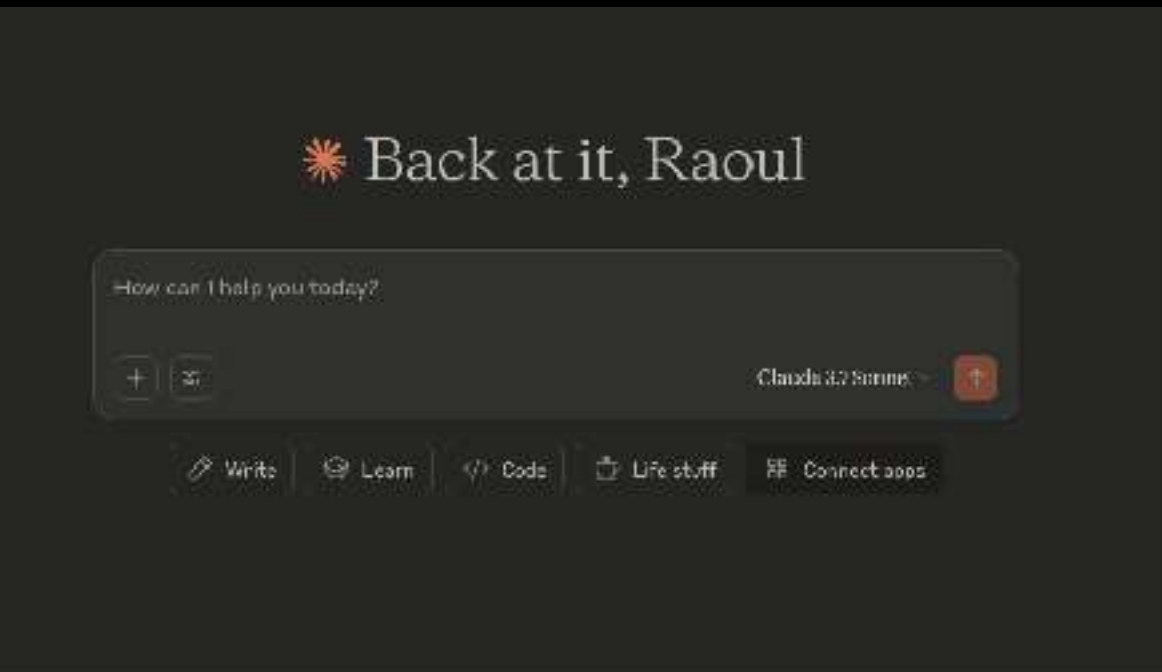 Back at it, Raoul
How can I help you today?
Claude 3.7 Sonnet
Write
Learn
Code
Life stuff
Connect apps